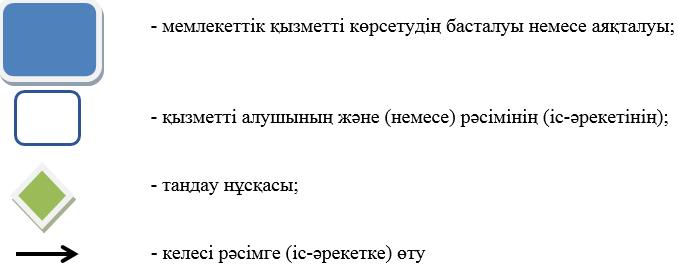 - мемлекеттік қызметті көрсетудің басталуы немесе аяқталуы;
- қызметті алушының және (немесе) рәсімінің (іс-әрекетінің);
- таңдау нұсқасы;
- келесі рәсімге (іс-әрекетке) өту